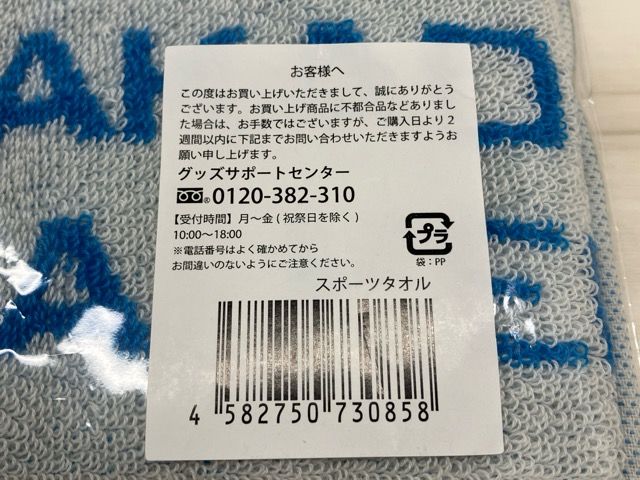 お客様へ
この度はお買い上げいただきまして、誠にありがとう
ございます。お買い上げ商品に不都合品などありまし
た場合は、お手数ではございますが、ご購入日より2
週間以内に下記までお問い合わせいただきますようお
願い申し上げます。
グッズサポートセンター
® 0120-382-310
【受付時間】月〜金(祝祭日を除く)
10:00〜18:00
※電話番号はよく確かめてから
お間違いのないようにご注意ください。
プラ
袋:PP
スポーツタオル
4 582750 730858